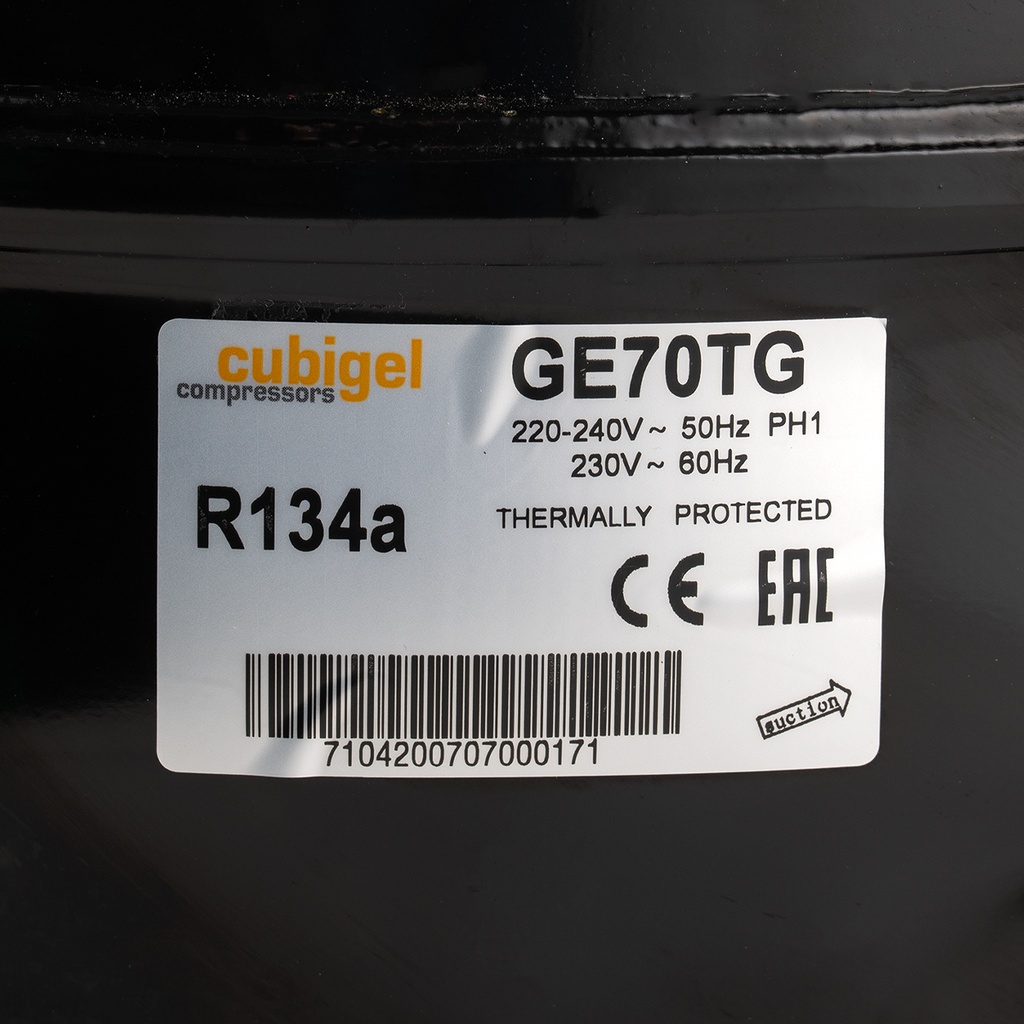 cubigel
compressors
GE70TG
220-240V~ 50Hz PH1
230V~ 60Hz
R134a
THERMALLY PROTECTED
CE EAC
suction
7104200707000171